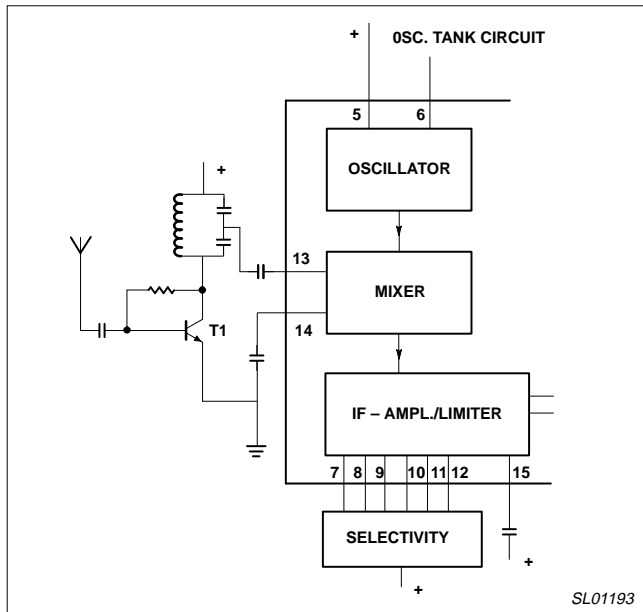 + 0SC. TANK CIRCUIT
5 6
OSCILLATOR
+
13
MIXER
T1
14
IF – AMPL./LIMITER
7 8 9 10 11 12 15
SELECTIVITY
+
+
SL01193